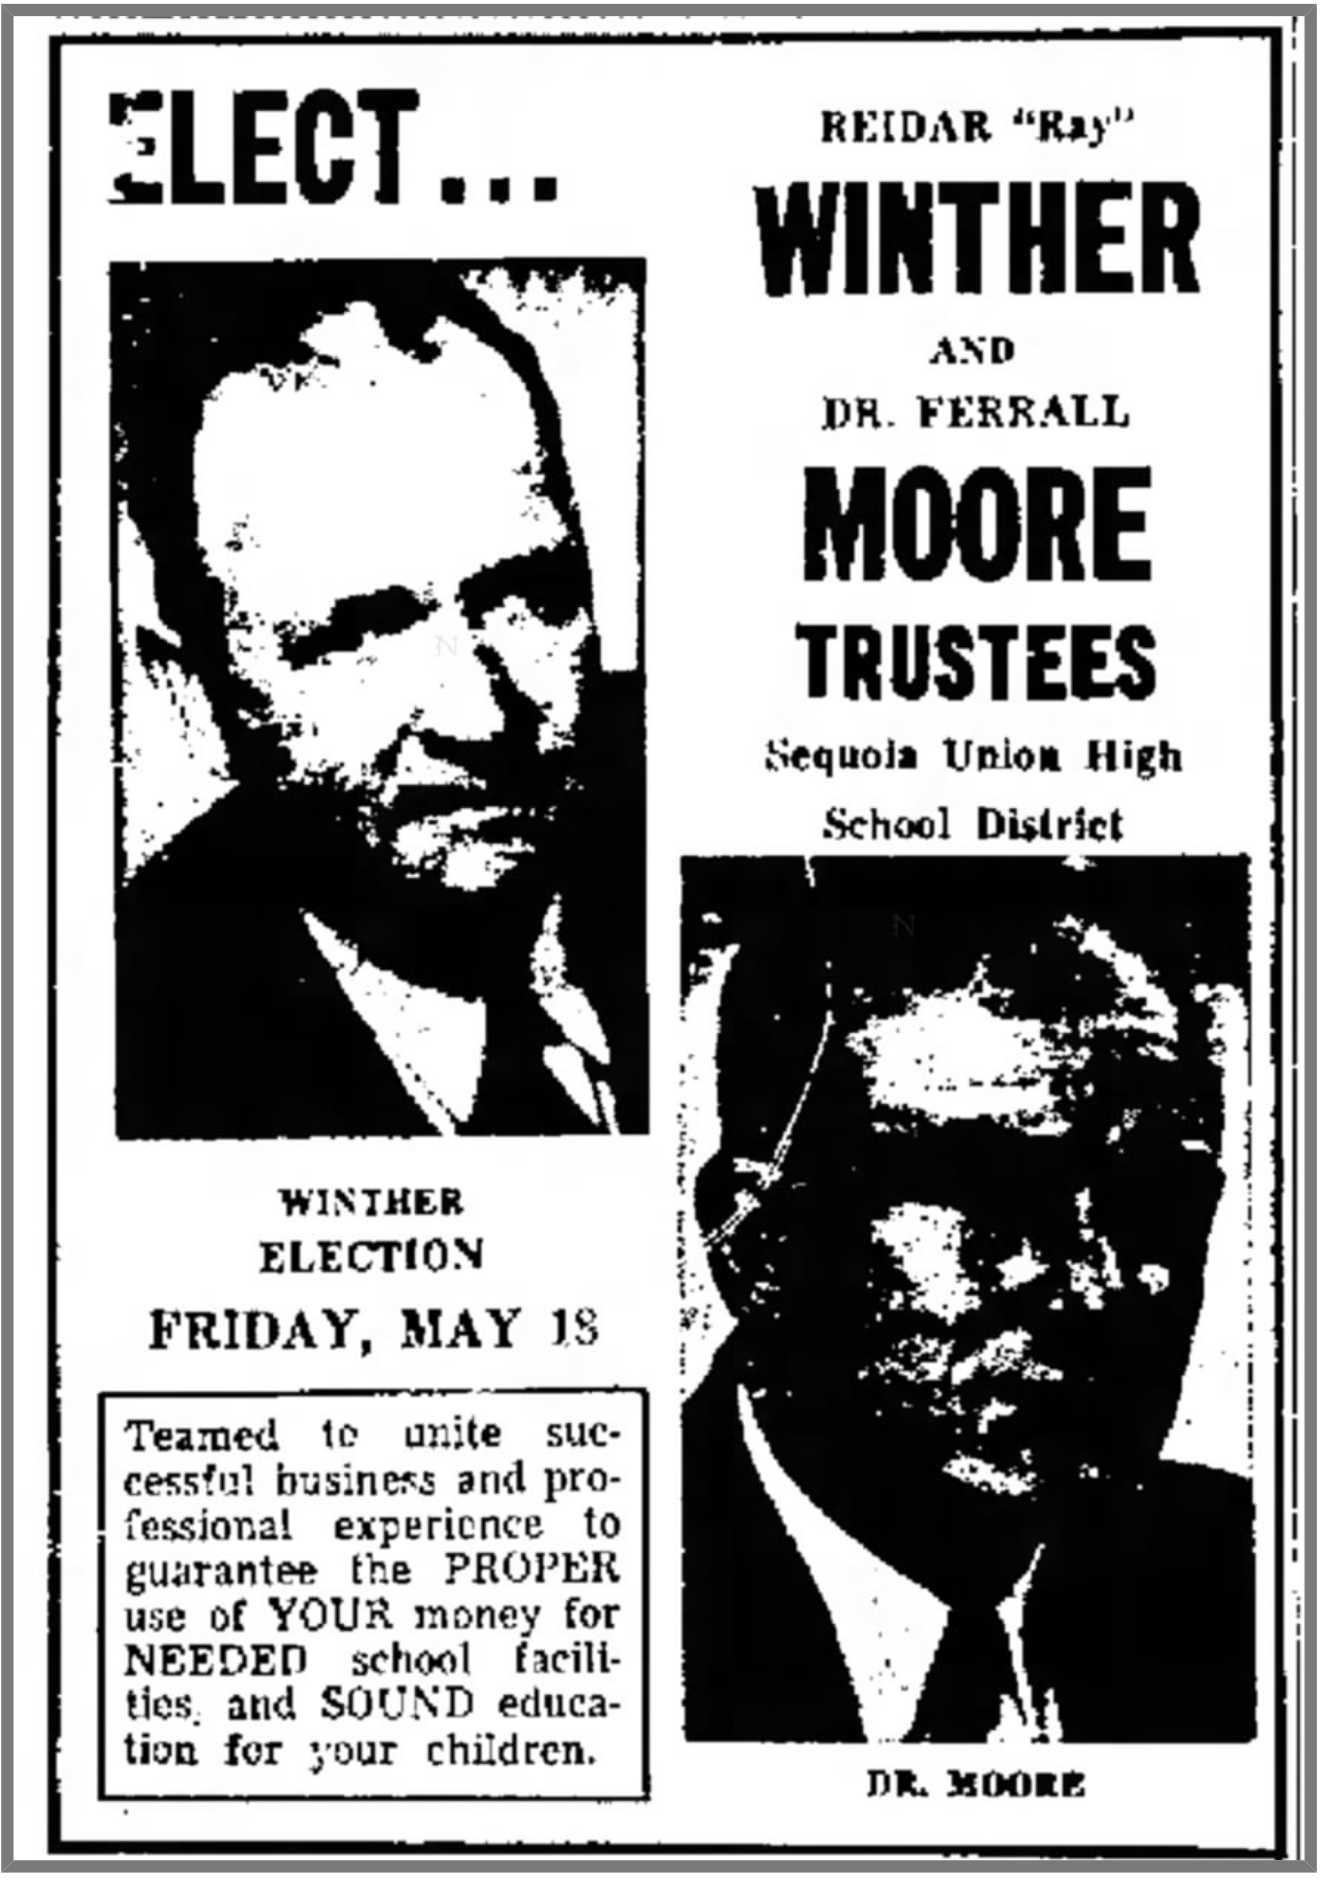 ELECT...
REIDAR "Ray"
WINTHER
AND
DR. FERRALL
MOORE
TRUSTEES
Sequoia Union High
School District
WINTHER
ELECTION
FRIDAY, MAY 18
Teamed to unite suc-
cessful business and pro-
fessional experience to
guarantee the PROPER
use of YOUR money for
NEEDED school facili-
ties, and SOUND educa-
tion for your children.
DR. MOORE